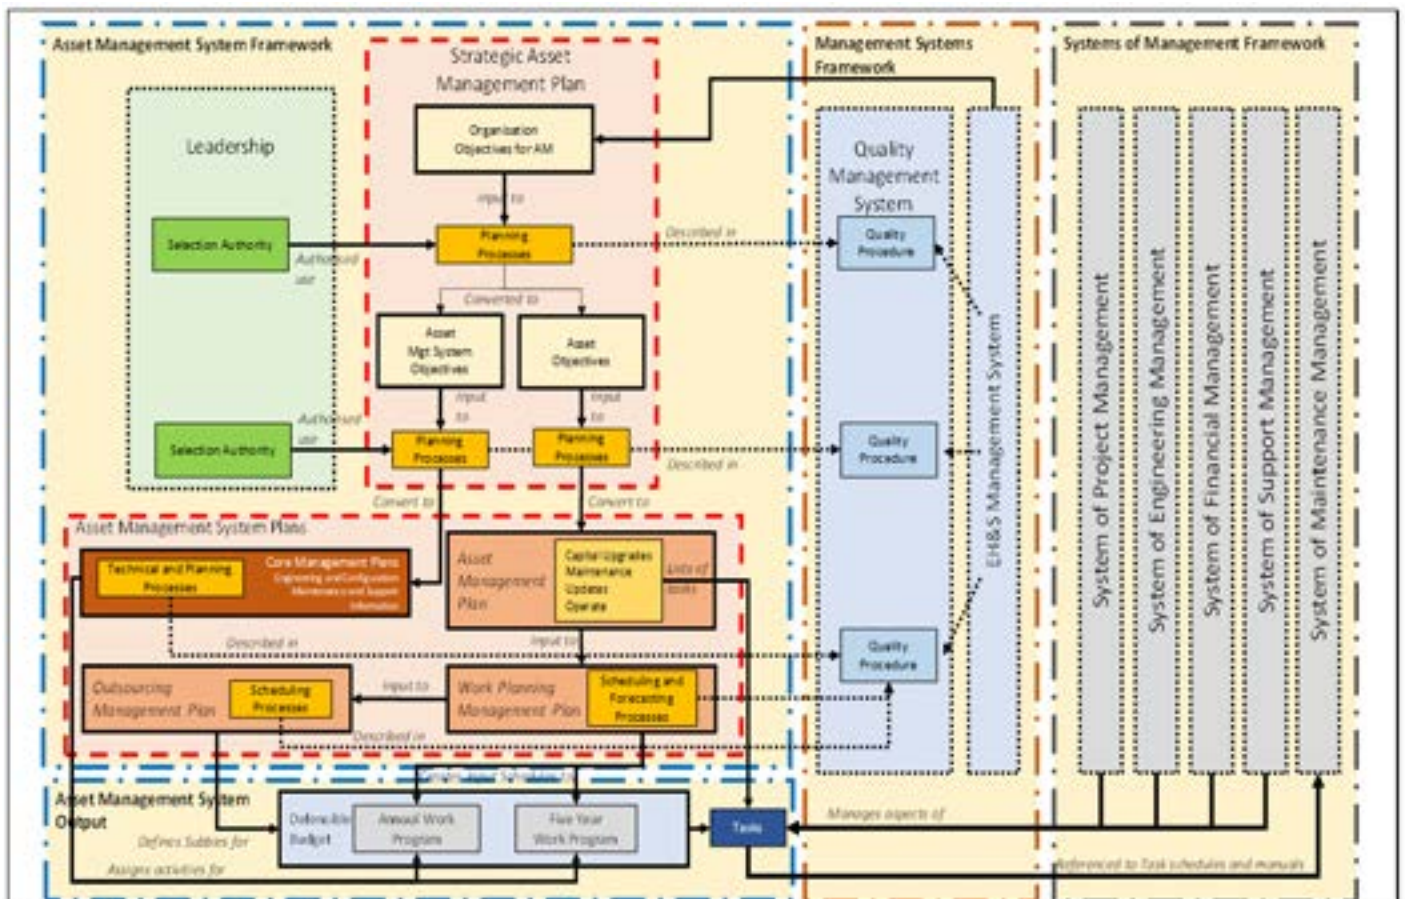 Asset Management System Framework
Strategic Asset
Management Plan
Management Systems
Framework
Systems of Management Framework
Leadership
Organisation
Objectives for AM
Quality
Management
System
Input to
Selection Authority
Planning
Processes
Described in
Quality
Procedure
Authorised
use
Converted to
Asset
Mgt System
Objectives
Asset
Objectives
Input
to
Input
to
Authorised
use
Selection Authority
Planning
Processes
Planning
Processes
Described in
Quality
Procedure
EH&S Management System
System of Project Management
System of Engineering Management
System of Financial Management
System of Support Management
System of Maintenance Management
Convert to
Convert to
Asset Management System Plans
Technical and Planning
Processes
Core Management Plans
Engineering and Configuration
Maintenance and Support
Information
Asset
Management
Plan
Capital Upgrades
Maintenance
Updates
Operate
Lists of
tasks
Described in
Input to
Quality
Procedure
Outsourcing
Management Plan
Scheduling
Processes
Input to
Work Planning
Management Plan
Scheduling and
Forecasting
Processes
Described in
Asset Management System
Output
Defensible
Budget
Annual Work
Program
Five Year
Work Program
Tasks
Manages aspects of
Defines Subbies for
Assigns activities for
Referenced to Task schedules and manuals